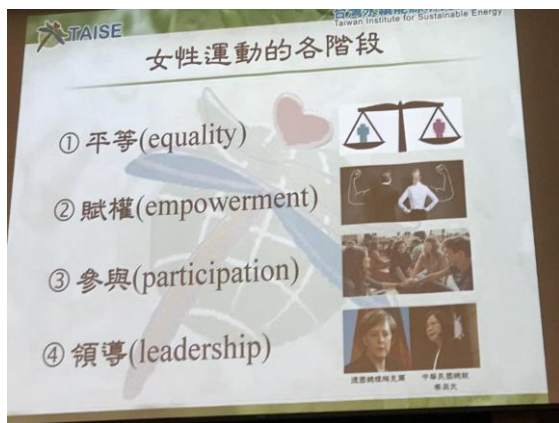 TAISE
Taiwan Institute for Sustainable Energy
女性運動的各階段
① 平等(equality)
② 賦權(empowerment)
③ 參與(participation)
④ 領導(leadership)
德國總理梅克爾
中華民國總統
蔡英文